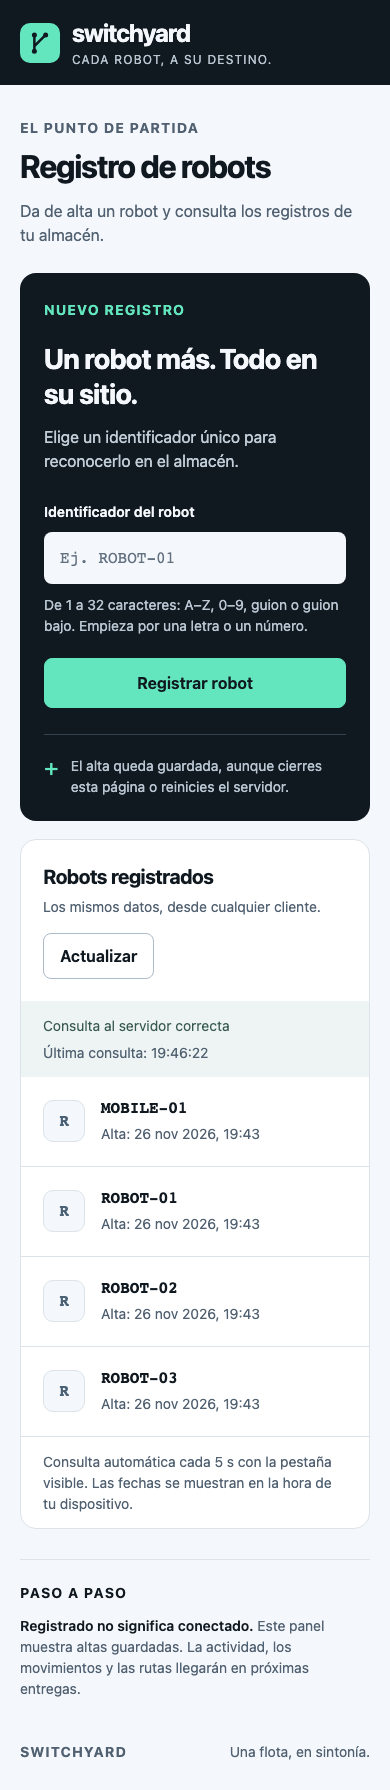 switchyard
CADA ROBOT, A SU DESTINO.
EL PUNTO DE PARTIDA
Registro de robots
Da de alta un robot y consulta los registros de
tu almacén.
NUEVO REGISTRO
Un robot más. Todo en
su sitio.
Elige un identificador único para
reconocerlo en el almacén.
Identificador del robot
Ej. ROBOT-01
De 1 a 32 caracteres: A–Z, 0–9, guion o guion
bajo. Empieza por una letra o un número.
Registrar robot
+ El alta queda guardada, aunque cierres
esta página o reinicies el servidor.
Robots registrados
Los mismos datos, desde cualquier cliente.
Actualizar
Consulta al servidor correcta
Última consulta: 19:46:22
R MOBILE-01
Alta: 26 nov 2026, 19:43
R ROBOT-01
Alta: 26 nov 2026, 19:43
R ROBOT-02
Alta: 26 nov 2026, 19:43
R ROBOT-03
Alta: 26 nov 2026, 19:43
Consulta automática cada 5 s con la pestaña
visible. Las fechas se muestran en la hora de
tu dispositivo.
PASO A PASO
Registrado no significa conectado. Este panel
muestra altas guardadas. La actividad, los
movimientos y las rutas llegarán en próximas
entregas.
SWITCHYARD Una flota, en sintonía.